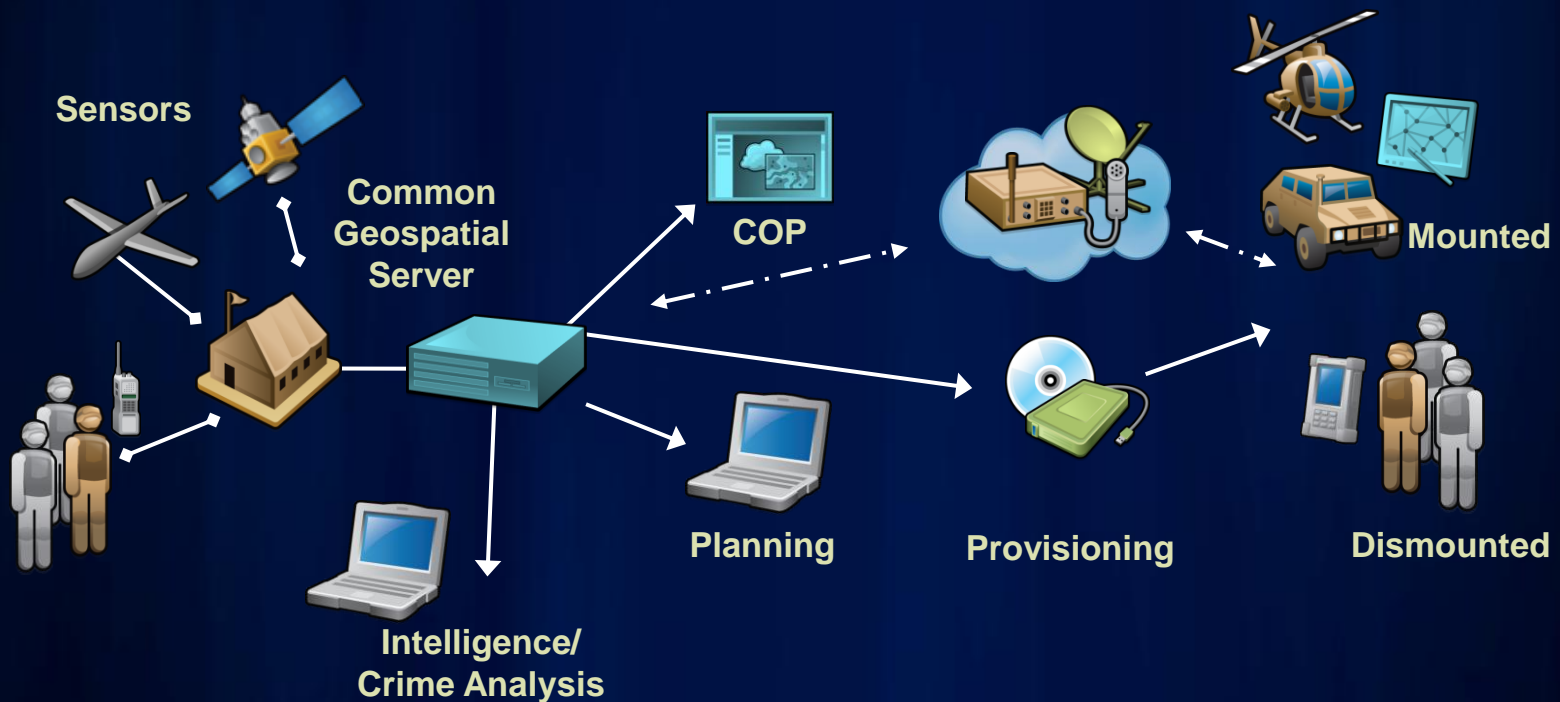 Sensors
Common
Geospatial
Server
COP
Mounted
Planning
Provisioning
Dismounted
Intelligence/
Crime Analysis